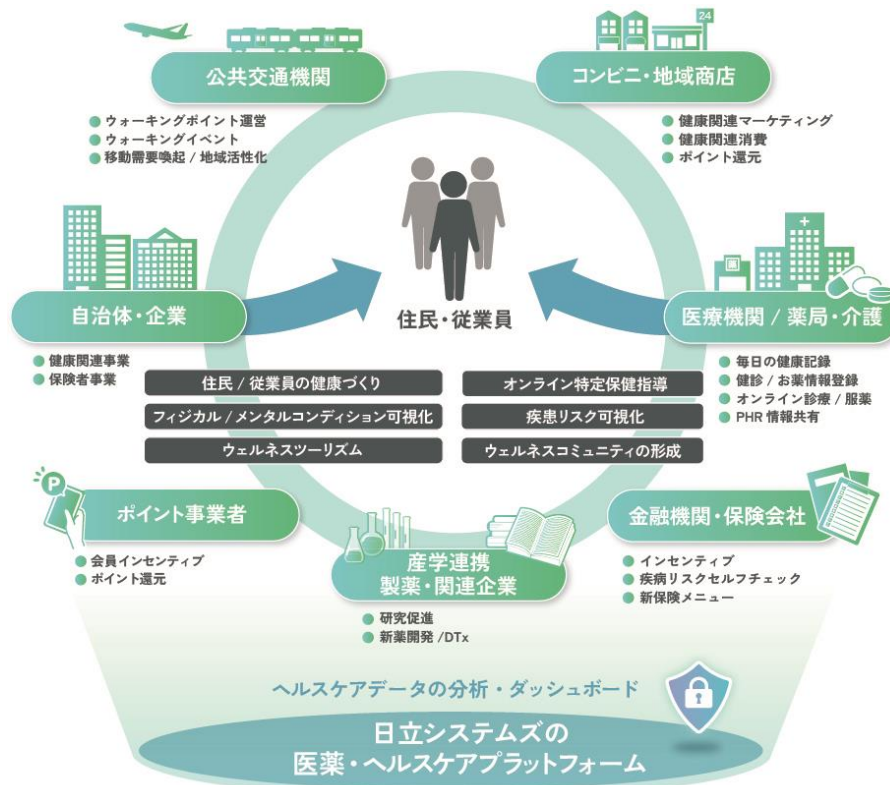 24
公共交通機関
コンビニ・地域商店
ウォーキングポイント運営
ウォーキングイベント
移動需要喚起 / 地域活性化
健康関連マーケティング
健康関連消費
ポイント還元
住民・従業員
自治体・企業
健康関連事業
保険者事業
薬
医療機関 / 薬局・介護
毎日の健康記録
健診 / お薬情報登録
オンライン診療 / 服薬
PHR 情報共有
住民 / 従業員の健康づくり
オンライン特定保健指導
フィジカル / メンタルコンディション可視化
疾患リスク可視化
ウェルネスツーリズム
ウェルネスコミュニティの形成
P
ポイント事業者
会員インセンティブ
ポイント還元
産学連携
製薬・関連企業
研究促進
新薬開発 /DTx
金融機関・保険会社
インセンティブ
疾病リスクセルフチェック
新保険メニュー
ヘルスケアデータの分析・ダッシュボード
日立システムズの
医薬・ヘルスケアプラットフォーム